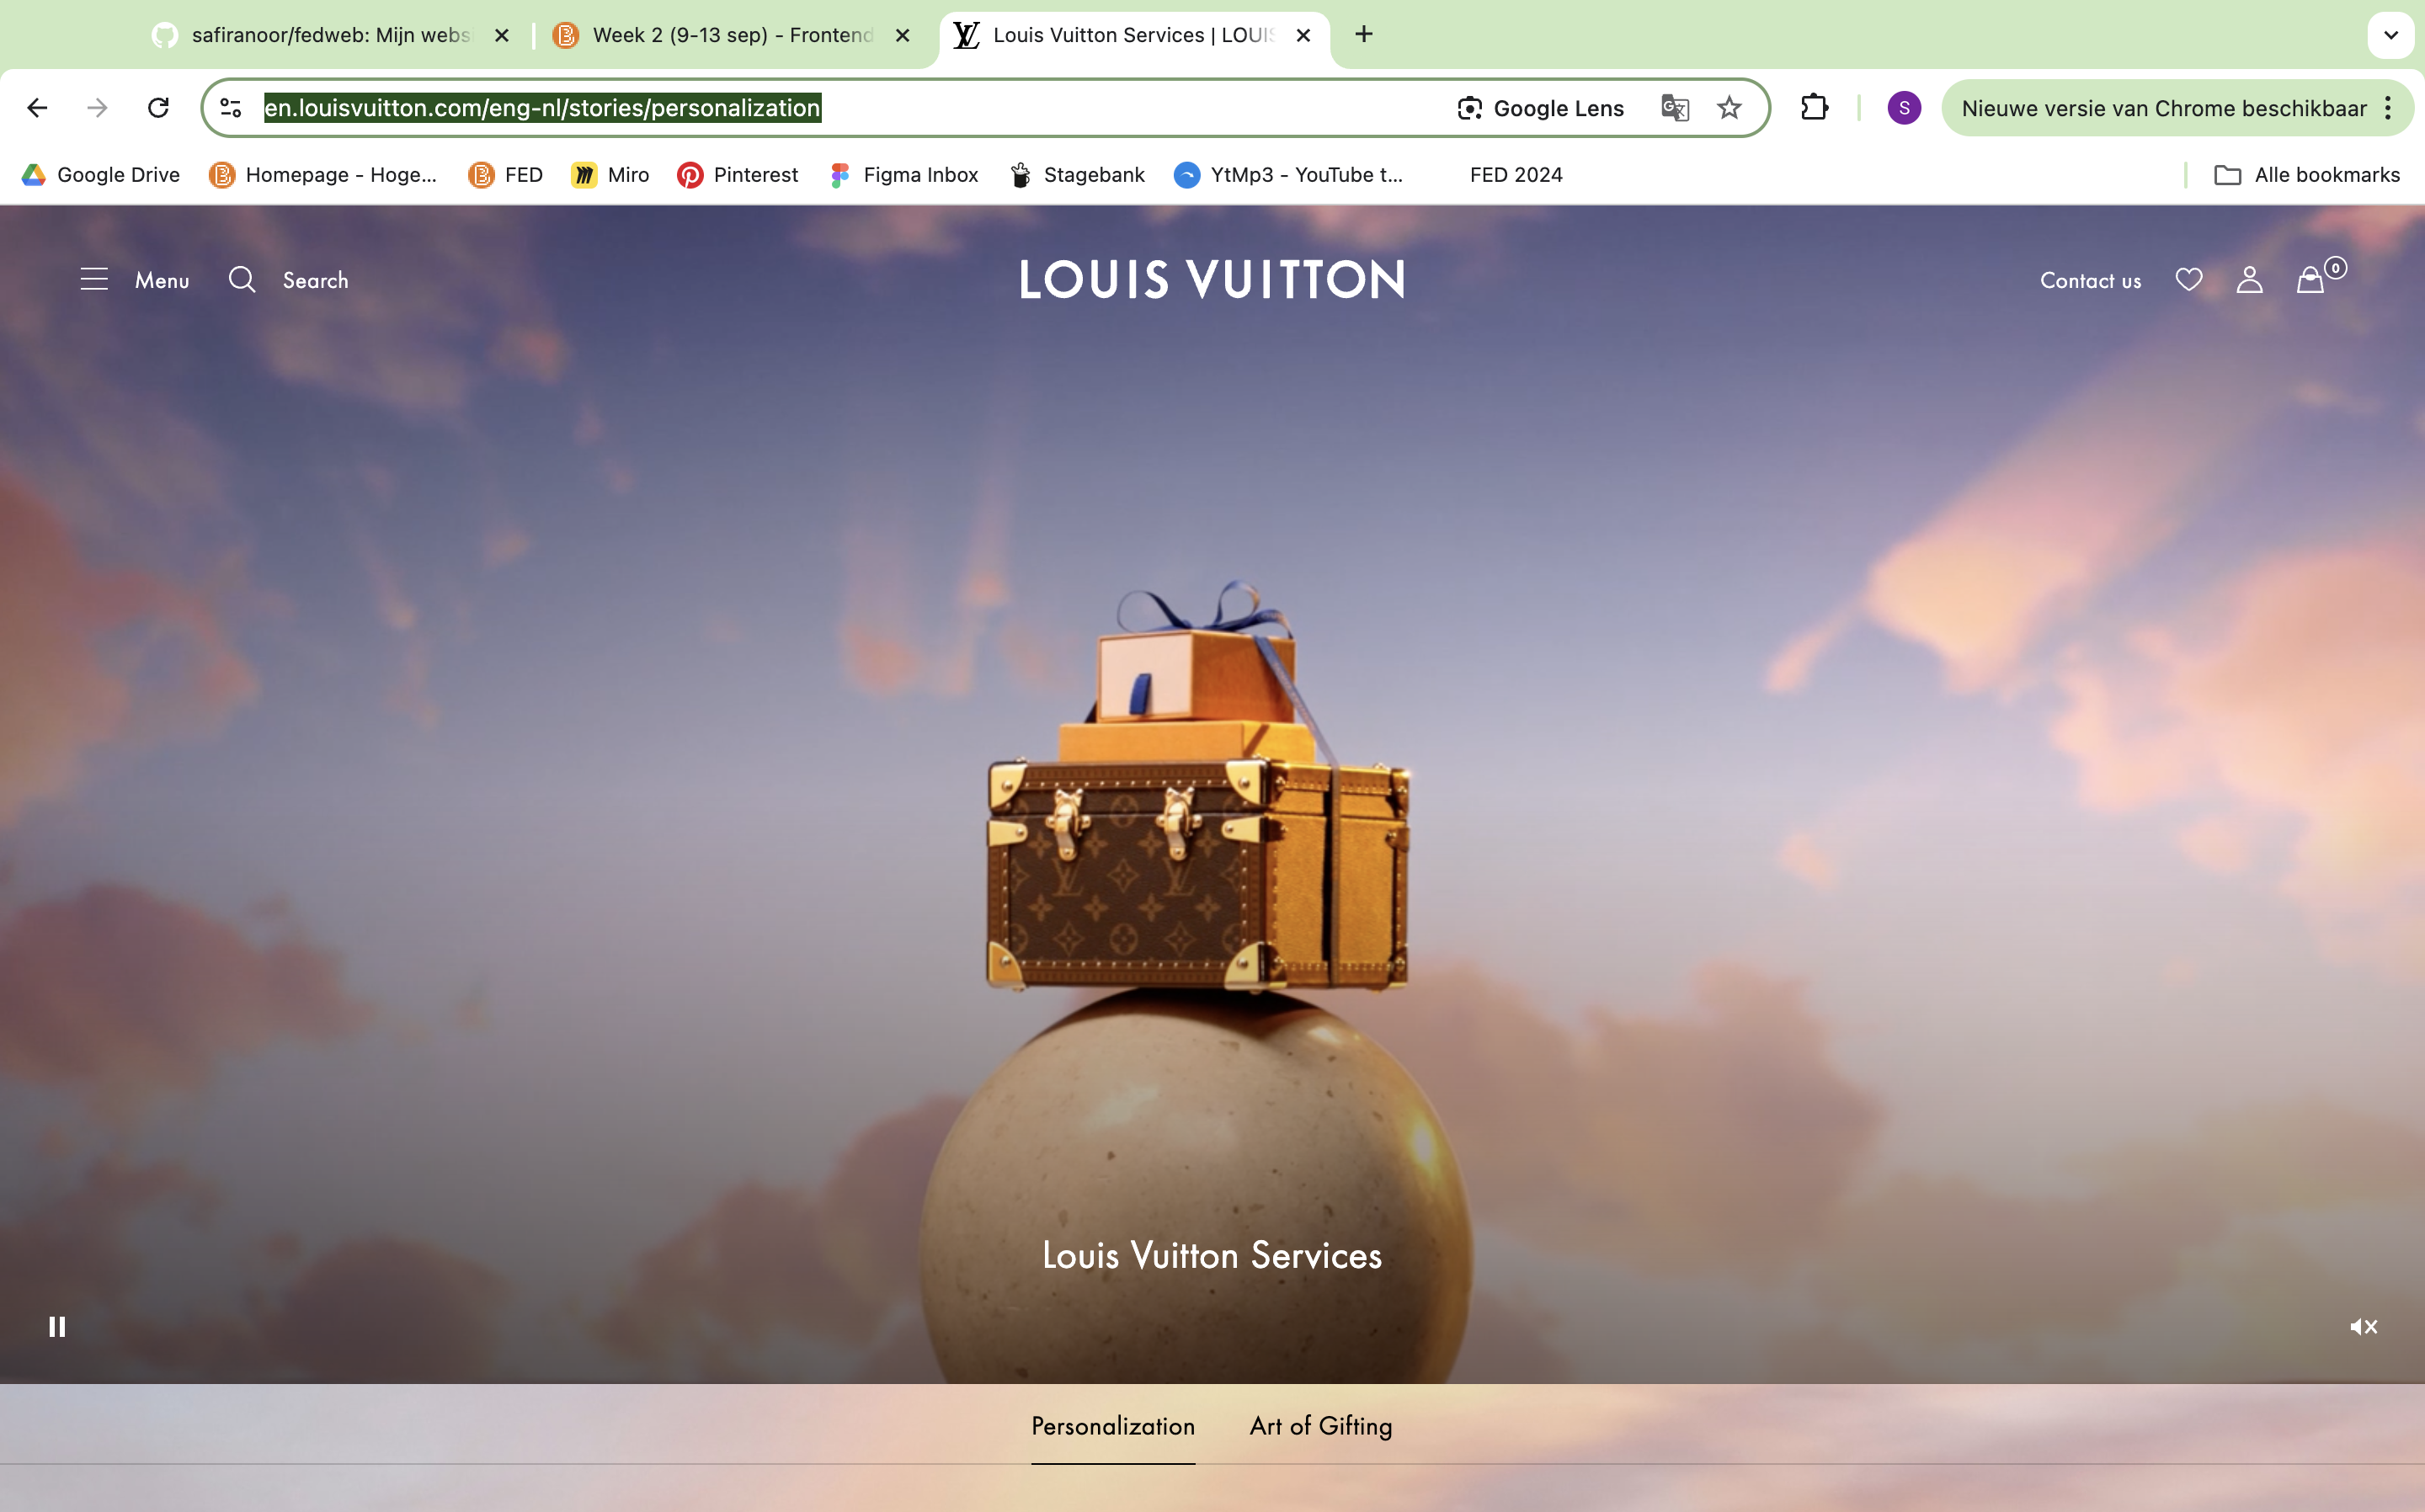 safiranoor/fedweb: Mijn webs
Week 2 (9-13 sep) - Frontend
Louis Vuitton Services | LOUIS
en.louisvuitton.com/eng-nl/stories/personalization
Google Lens
S
Nieuwe versie van Chrome beschikbaar
Google Drive
Homepage - Hoge...
FED
Miro
Pinterest
Figma Inbox
Stagebank
YtMp3 - YouTube t...
FED 2024
Alle bookmarks
Menu
Search
LOUIS VUITTON
Contact us
0
Louis Vuitton Services
Personalization
Art of Gifting